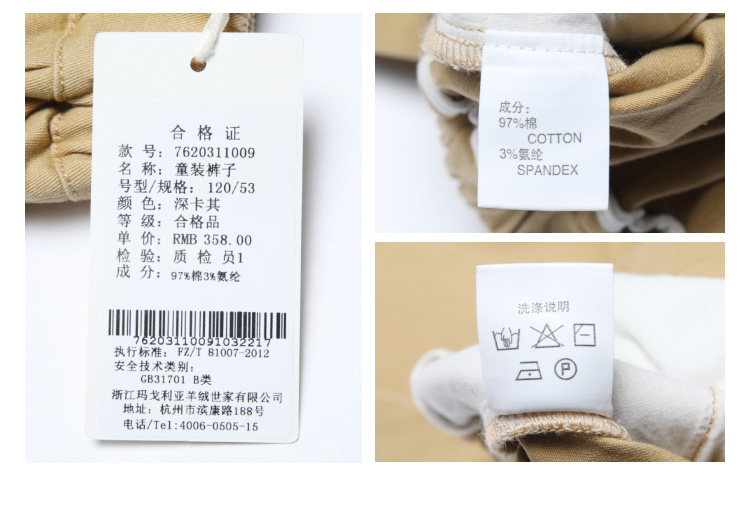 合 格 证
款 号: 7620311009
名 称: 童装裤子
号型/规格: 120/53
颜 色: 深卡其
等 级: 合格品
单 价: RMB 358.00
检 验: 质 检 员1
成 分: 97%棉3%氨纶
76203110091032217
执行标准: FZ/T 81007-2012
安全技术类别:
GB31701 B类
浙江玛戈利亚羊绒世家有限公司
地址: 杭州市滨康路188号
电话/Tel:4006-0505-15
成分:
97%棉
COTTON
3%氨纶
SPANDEX
洗涤说明
P